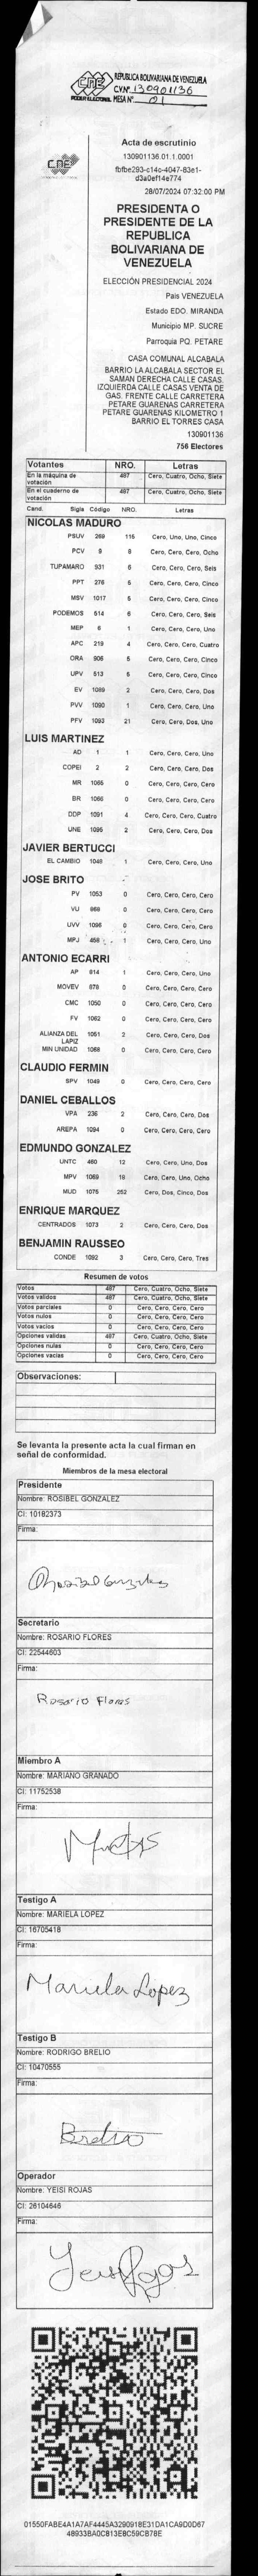 CNE
PODER ELECTORAL
REPUBLICA BOLIVARIANA DE VENEZUELA
C.V.Nº 130901136
MESA Nº 01
CNE
Acta de escrutinio
130901136.01.1.0001
fbfbe293-c14c-4047-83e1-
d3a0ef14e774
28/07/2024 07:32:00 PM
PRESIDENTA O
PRESIDENTE DE LA
REPUBLICA
BOLIVARIANA DE
VENEZUELA
ELECCIÓN PRESIDENCIAL 2024
País VENEZUELA
Estado EDO. MIRANDA
Municipio MP. SUCRE
Parroquia PQ. PETARE
CASA COMUNAL ALCABALA
BARRIO LA ALCABALA SECTOR EL
SAMAN DERECHA CALLE CASAS.
IZQUIERDA CALLE CASAS VENTA DE
GAS. FRENTE CALLE CARRETERA
PETARE GUARENAS CARRETERA
PETARE GUARENAS KILOMETRO 1
BARRIO EL TORRES CASA
130901136
756 Electores
Votantes NRO. Letras
En la máquina de votación 487 Cero, Cuatro, Ocho, Siete
En el cuaderno de votación 487 Cero, Cuatro, Ocho, Siete
Cand. Sigla Código NRO. Letras
NICOLAS MADURO
PSUV 269 115 Cero, Uno, Uno, Cinco
PCV 9 8 Cero, Cero, Cero, Ocho
TUPAMARO 931 6 Cero, Cero, Cero, Seis
PPT 276 5 Cero, Cero, Cero, Cinco
MSV 1017 5 Cero, Cero, Cero, Cinco
PODEMOS 514 6 Cero, Cero, Cero, Seis
MEP 6 1 Cero, Cero, Cero, Uno
APC 219 4 Cero, Cero, Cero, Cuatro
ORA 906 5 Cero, Cero, Cero, Cinco
UPV 513 5 Cero, Cero, Cero, Cinco
EV 1089 2 Cero, Cero, Cero, Dos
PVV 1090 1 Cero, Cero, Cero, Uno
PFV 1093 21 Cero, Cero, Dos, Uno
LUIS MARTINEZ
AD 1 1 Cero, Cero, Cero, Uno
COPEI 2 2 Cero, Cero, Cero, Dos
MR 1065 0 Cero, Cero, Cero, Cero
BR 1066 0 Cero, Cero, Cero, Cero
DDP 1091 4 Cero, Cero, Cero, Cuatro
UNE 1095 2 Cero, Cero, Cero, Dos
JAVIER BERTUCCI
EL CAMBIO 1048 1 Cero, Cero, Cero, Uno
JOSE BRITO
PV 1053 0 Cero, Cero, Cero, Cero
VU 868 0 Cero, Cero, Cero, Cero
UVV 1096 0 Cero, Cero, Cero, Cero
MPJ 458 1 Cero, Cero, Cero, Uno
ANTONIO ECARRI
AP 814 1 Cero, Cero, Cero, Uno
MOVEV 878 0 Cero, Cero, Cero, Cero
CMC 1050 0 Cero, Cero, Cero, Cero
FV 1062 0 Cero, Cero, Cero, Cero
ALIANZA DEL LAPIZ 1051 2 Cero, Cero, Cero, Dos
MIN UNIDAD 1068 0 Cero, Cero, Cero, Cero
CLAUDIO FERMIN
SPV 1049 0 Cero, Cero, Cero, Cero
DANIEL CEBALLOS
VPA 236 2 Cero, Cero, Cero, Dos
AREPA 1094 0 Cero, Cero, Cero, Cero
EDMUNDO GONZALEZ
UNTC 460 12 Cero, Cero, Uno, Dos
MPV 1069 18 Cero, Cero, Uno, Ocho
MUD 1075 252 Cero, Dos, Cinco, Dos
ENRIQUE MARQUEZ
CENTRADOS 1073 2 Cero, Cero, Cero, Dos
BENJAMIN RAUSSEO
CONDE 1092 3 Cero, Cero, Cero, Tres
Resumen de votos
Votos 487 Cero, Cuatro, Ocho, Siete
Votos válidos 487 Cero, Cuatro, Ocho, Siete
Votos parciales 0 Cero, Cero, Cero, Cero
Votos nulos 0 Cero, Cero, Cero, Cero
Votos vacios 0 Cero, Cero, Cero, Cero
Opciones validas 487 Cero, Cuatro, Ocho, Siete
Opciones nulas 0 Cero, Cero, Cero, Cero
Opciones vacias 0 Cero, Cero, Cero, Cero
Observaciones:
Se levanta la presente acta la cual firman en
señal de conformidad.
Miembros de la mesa electoral
Presidente
Nombre: ROSIBEL GONZALEZ
CI: 10182373
Firma:
Secretario
Nombre: ROSARIO FLORES
CI: 22544603
Firma:
Rosario Flores
Miembro A
Nombre: MARIANO GRANADO
CI: 11752538
Firma:
Testigo A
Nombre: MARIELA LOPEZ
CI: 16705418
Firma:
Mariela Lopez
Testigo B
Nombre: RODRIGO BRELIO
CI: 10470555
Firma:
Brelio
Operador
Nombre: YEISI ROJAS
CI: 26104646
Firma:
01550FABE4A1A7AF4445A3290918E31DA1CA9D0D67
48933BA0C813E8C59CB78E